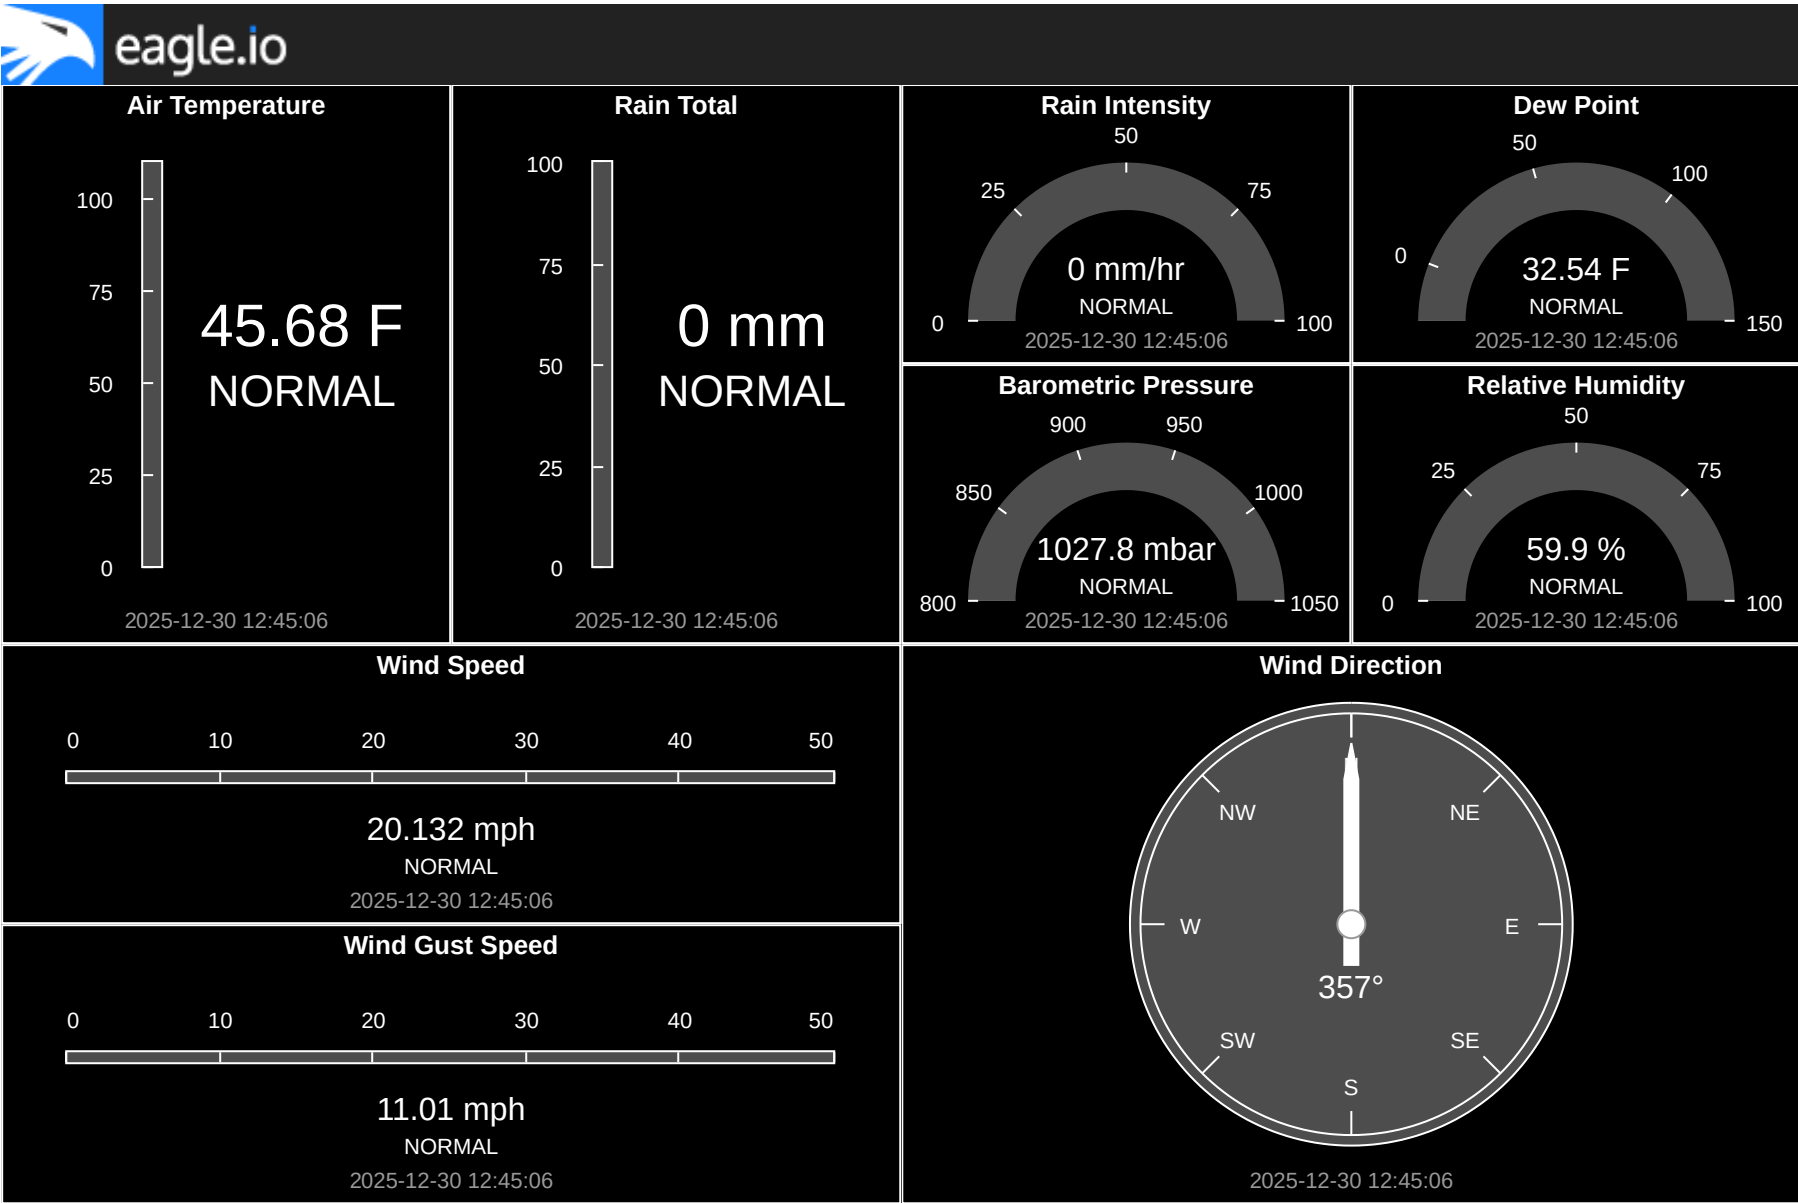 eagle.io
Air Temperature
100
75
50
25
0
45.68 F
NORMAL
2025-12-30 12:45:06
Rain Total
100
75
50
25
0
0 mm
NORMAL
2025-12-30 12:45:06
Rain Intensity
0
25
50
75
100
0 mm/hr
NORMAL
2025-12-30 12:45:06
Dew Point
0
50
100
150
32.54 F
NORMAL
2025-12-30 12:45:06
Barometric Pressure
800
850
900
950
1000
1050
1027.8 mbar
NORMAL
2025-12-30 12:45:06
Relative Humidity
0
25
50
75
100
59.9 %
NORMAL
2025-12-30 12:45:06
Wind Speed
0 10 20 30 40 50
20.132 mph
NORMAL
2025-12-30 12:45:06
Wind Gust Speed
0 10 20 30 40 50
11.01 mph
NORMAL
2025-12-30 12:45:06
Wind Direction
NW NE
W E
357°
SW SE
S
2025-12-30 12:45:06